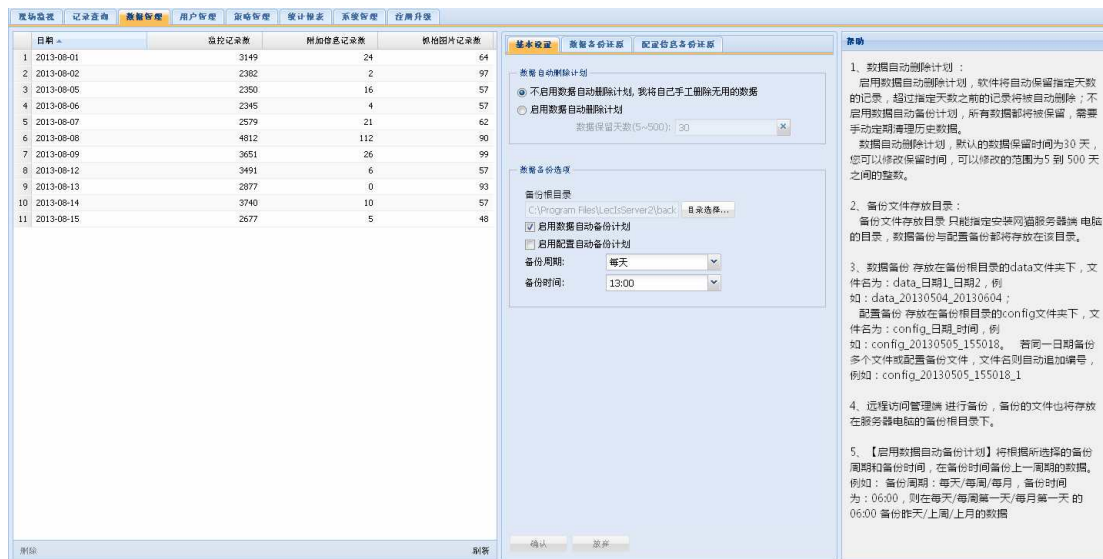 现场监视 记录查询 数据管理 用户管理 策略管理 统计报表 系统管理 注册升级
日期 监控记录数 附加信息记录数 抓拍图片记录数
1 2013-08-01 3149 24 64
2 2013-08-02 2382 2 97
3 2013-08-05 2350 16 57
4 2013-08-06 2345 4 57
5 2013-08-07 2579 21 62
6 2013-08-08 4812 112 90
7 2013-08-09 3651 26 99
8 2013-08-12 3491 6 57
9 2013-08-13 2877 0 93
10 2013-08-14 3740 10 57
11 2013-08-15 2677 5 48
删除 刷新
基本设置 数据备份还原 配置信息备份还原
数据自动删除计划
不启用数据自动删除计划, 我将自己手工删除无用的数据
启用数据自动删除计划
数据保留天数(5~500): 30
数据备份选项
备份根目录
C:\Program Files\LecIsServer2\back 目录选择...
启用数据自动备份计划
启用配置自动备份计划
备份周期: 每天
备份时间: 13:00
确认 放弃
帮助
1、数据自动删除计划 :
启用数据自动删除计划 , 软件将自动保留指定天数
的记录 , 超过指定天数之前的记录将被自动删除 ; 不
启用数据自动备份计划 , 所有数据都将被保留 , 需要
手动定期清理历史数据。
数据自动删除计划 , 默认的数据保留时间为30 天 ,
您可以修改保留时间 , 可以修改的范围为5 到 500 天
之间的整数。
2、备份文件存放目录 :
备份文件存放目录 只能指定安装网猫服务器端 电脑
的目录 , 数据备份与配置备份都将存放在该目录。
3、数据备份 存放在备份根目录的data文件夹下 , 文
件名为 : data_日期1_日期2 , 例
如 : data_20130504_20130604 ;
配置备份 存放在备份根目录的config文件夹下 , 文
件名为 : config_日期_时间 , 例
如 : config_20130505_155018。 若同一日期备份
多个文件或配置备份文件 , 文件名则自动追加编号 ,
例如 : config_20130505_155018_1
4、远程访问管理端 进行备份 , 备份的文件也将存放
在服务器电脑的备份根目录下。
5、【启用数据自动备份计划】将根据所选择的备份
周期和备份时间 , 在备份时间备份上一周期的数据。
例如 : 备份周期 : 每天/每周/每月 , 备份时间
为 : 06:00 , 则在每天/每周第一天/每月第一天 的
06:00 备份昨天/上周/上月的数据